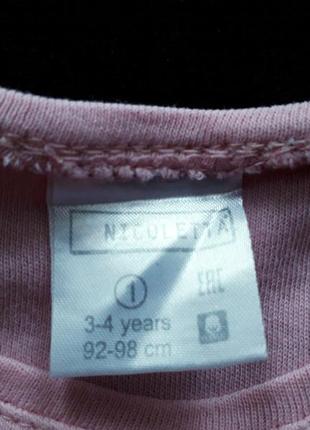 NICOLETTA
1 EAC
3-4 years
92-98 cm